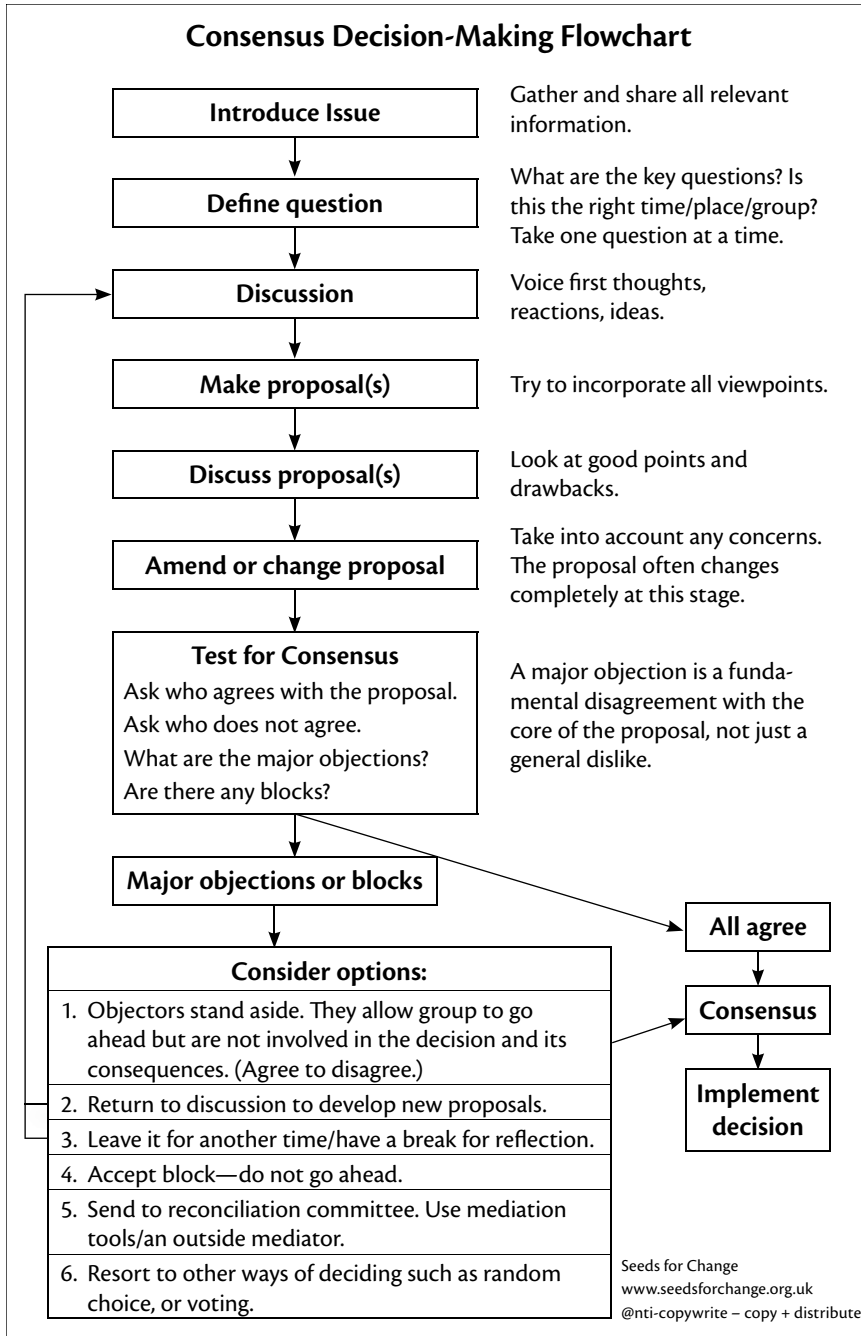 Consensus Decision-Making Flowchart
Introduce Issue
Gather and share all relevant
information.
Define question
What are the key questions? Is
this the right time/place/group?
Take one question at a time.
Discussion
Voice first thoughts,
reactions, ideas.
Make proposal(s)
Try to incorporate all viewpoints.
Discuss proposal(s)
Look at good points and
drawbacks.
Amend or change proposal
Take into account any concerns.
The proposal often changes
completely at this stage.
Test for Consensus
Ask who agrees with the proposal.
Ask who does not agree.
What are the major objections?
Are there any blocks?
A major objection is a funda-
mental disagreement with the
core of the proposal, not just a
general dislike.
Major objections or blocks
All agree
Consensus
Implement
decision
Consider options:
1. Objectors stand aside. They allow group to go
ahead but are not involved in the decision and its
consequences. (Agree to disagree.)
2. Return to discussion to develop new proposals.
3. Leave it for another time/have a break for reflection.
4. Accept block—do not go ahead.
5. Send to reconciliation committee. Use mediation
tools/an outside mediator.
6. Resort to other ways of deciding such as random
choice, or voting.
Seeds for Change
www.seedsforchange.org.uk
@nti-copywrite – copy + distribute